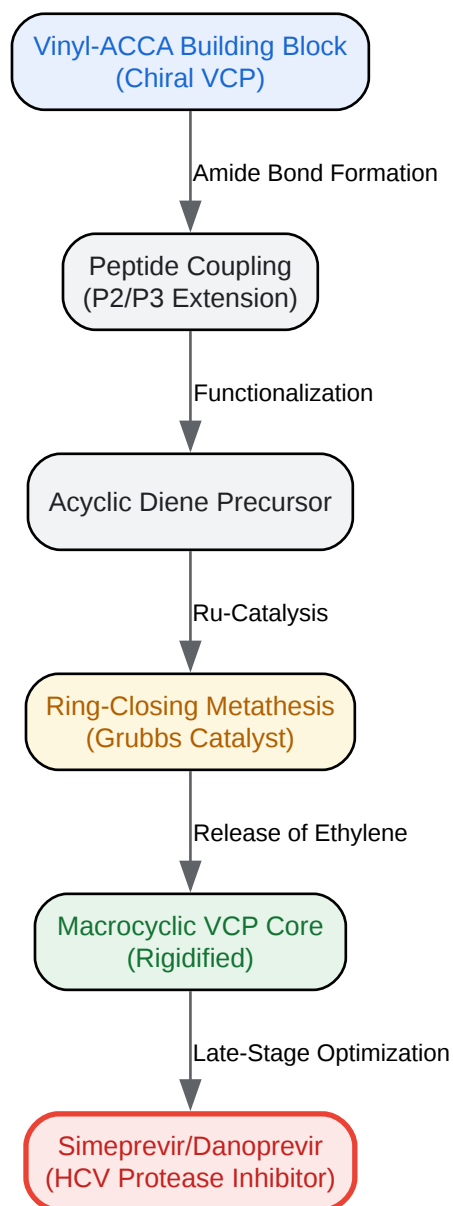 Vinyl-ACCA Building Block
(Chiral VCP)
Amide Bond Formation
Peptide Coupling
(P2/P3 Extension)
Functionalization
Acyclic Diene Precursor
Ru-Catalysis
Ring-Closing Metathesis
(Grubbs Catalyst)
Release of Ethylene
Macrocyclic VCP Core
(Rigidified)
Late-Stage Optimization
Simeprevir/Danoprevir
(HCV Protease Inhibitor)